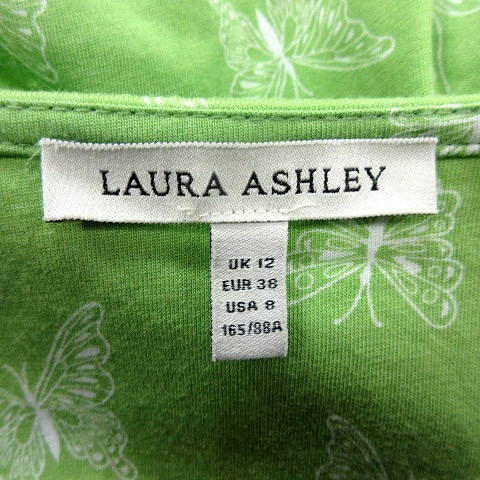 LAURA ASHLEY
UK 12
EUR 38
USA 8
165/88A